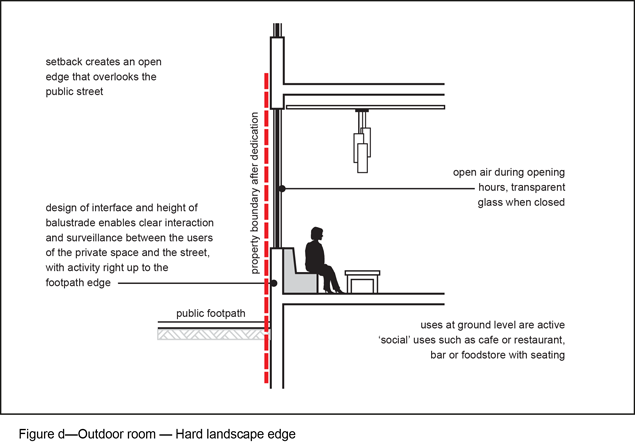 setback creates an open
edge that overlooks the
public street
property boundary after dedication
open air during opening
hours, transparent
glass when closed
design of interface and height of
balustrade enables clear interaction
and surveillance between the users
of the private space and the street,
with activity right up to the
footpath edge
public footpath
uses at ground level are active
‘social’ uses such as cafe or restaurant,
bar or foodstore with seating
Figure d—Outdoor room — Hard landscape edge